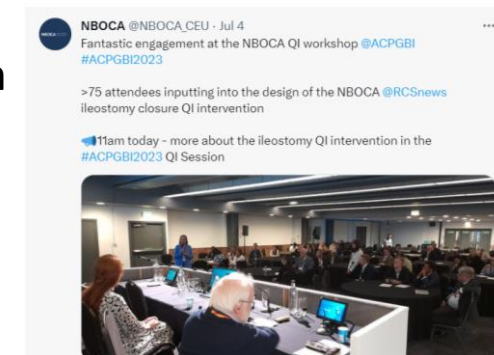 n
NBOCA @NBOCA_CEU · Jul 4
Fantastic engagement at the NBOCA QI workshop @ACPGBI
#ACPGBI2023
>75 attendees inputting into the design of the NBOCA @RCSnews
ileostomy closure QI intervention
📢11am today - more about the ileostomy QI intervention in the
#ACPGBI2023 QI Session